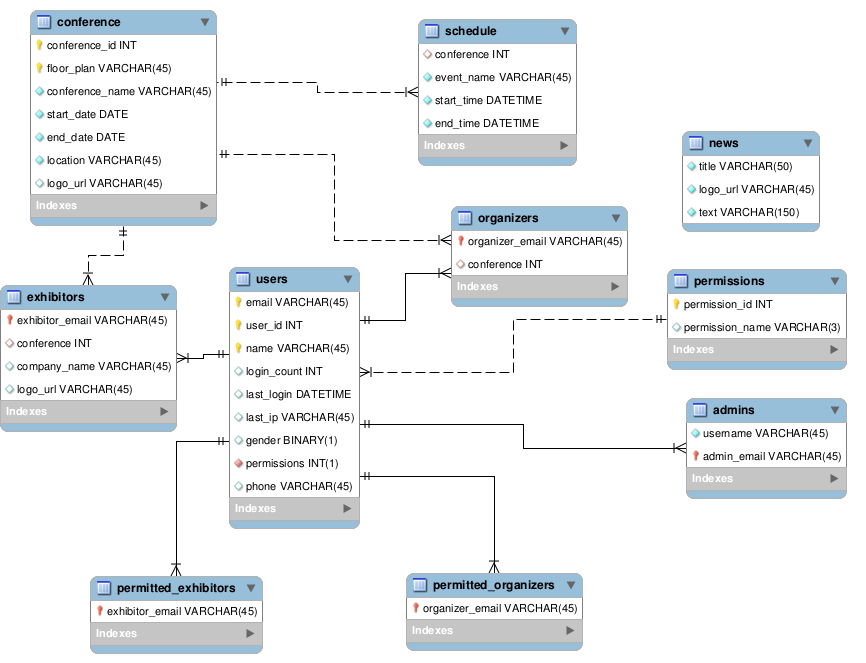 conference
conference_id INT
floor_plan VARCHAR(45)
conference_name VARCHAR(45)
start_date DATE
end_date DATE
location VARCHAR(45)
logo_url VARCHAR(45)
Indexes
schedule
conference INT
event_name VARCHAR(45)
start_time DATETIME
end_time DATETIME
Indexes
news
title VARCHAR(50)
logo_url VARCHAR(45)
text VARCHAR(150)
organizers
organizer_email VARCHAR(45)
conference INT
Indexes
exhibitors
exhibitor_email VARCHAR(45)
conference INT
company_name VARCHAR(45)
logo_url VARCHAR(45)
Indexes
users
email VARCHAR(45)
user_id INT
name VARCHAR(45)
login_count INT
last_login DATETIME
last_ip VARCHAR(45)
gender BINARY(1)
permissions INT(1)
phone VARCHAR(45)
Indexes
permissions
permission_id INT
permission_name VARCHAR(3)
Indexes
admins
username VARCHAR(45)
admin_email VARCHAR(45)
Indexes
permitted_exhibitors
exhibitor_email VARCHAR(45)
Indexes
permitted_organizers
organizer_email VARCHAR(45)
Indexes